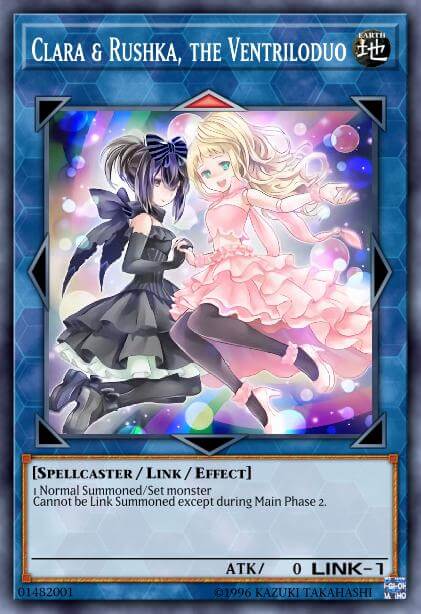 CLARA & RUSHKA, THE VENTRILODUO
EARTH
地
[SPELLCASTER / LINK / EFFECT]
1 Normal Summoned/Set monster
Cannot be Link Summoned except during Main Phase 2.
ATK/ 0 LINK-1
01482001 ©1996 KAZUKI TAKAHASHI